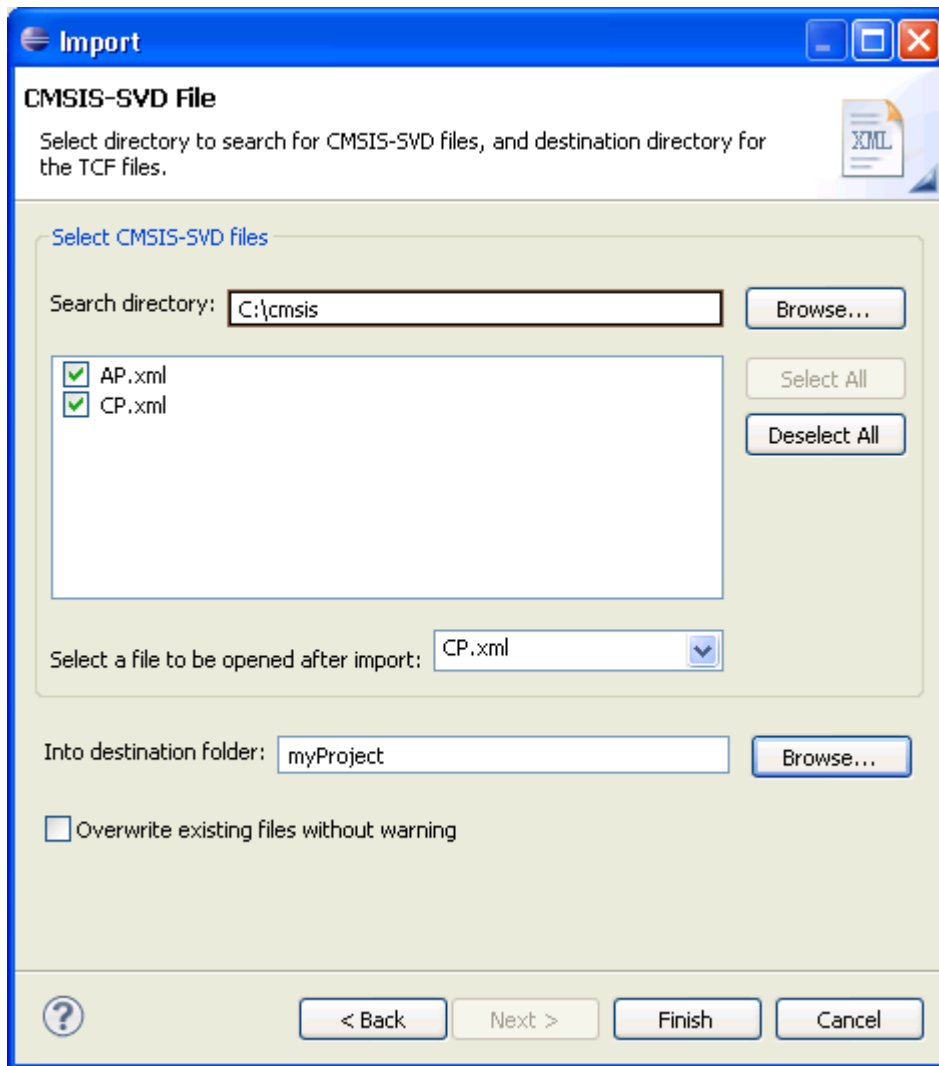 Import
CMSIS-SVD File
Select directory to search for CMSIS-SVD files, and destination directory for
the TCF files.
XML
Select CMSIS-SVD files
Search directory: C:\cmsis Browse...
AP.xml Select All
CP.xml
Deselect All
Select a file to be opened after import: CP.xml
Into destination folder: myProject Browse...
Overwrite existing files without warning
? < Back Next > Finish Cancel